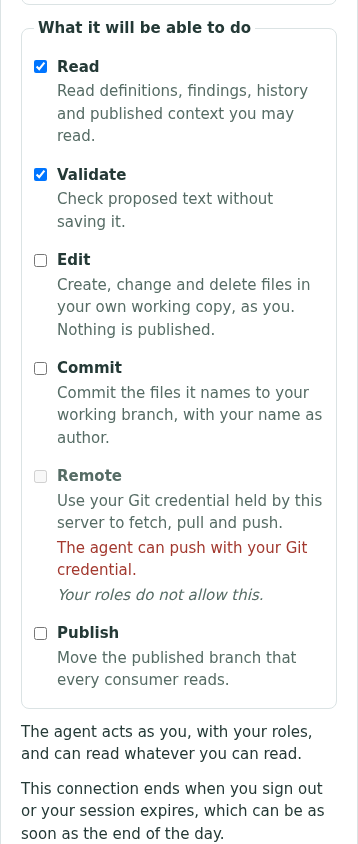 What it will be able to do
Read
Read definitions, findings, history
and published context you may
read.
Validate
Check proposed text without
saving it.
Edit
Create, change and delete files in
your own working copy, as you.
Nothing is published.
Commit
Commit the files it names to your
working branch, with your name as
author.
Remote
Use your Git credential held by this
server to fetch, pull and push.
The agent can push with your Git
credential.
Your roles do not allow this.
Publish
Move the published branch that
every consumer reads.
The agent acts as you, with your roles,
and can read whatever you can read.
This connection ends when you sign out
or your session expires, which can be as
soon as the end of the day.